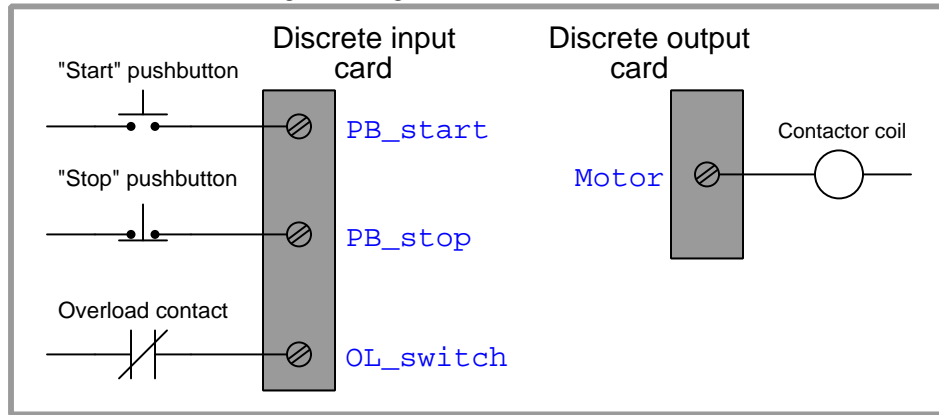 Discrete input
card
Discrete output
card
"Start" pushbutton
PB_start
Contactor coil
"Stop" pushbutton
Motor
PB_stop
Overload contact
OL_switch